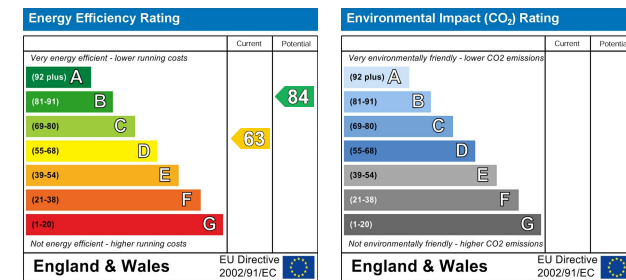 Energy Efficiency Rating
Current Potential
Very energy efficient - lower running costs
(92 plus) A
(81-91) B
84
(69-80) C
63
(55-68) D
(39-54) E
(21-38) F
(1-20) G
Not energy efficient - higher running costs
England & Wales
EU Directive
2002/91/EC
Environmental Impact (CO₂) Rating
Current Potential
Very environmentally friendly - lower CO2 emissions
(92 plus) A
(81-91) B
(69-80) C
(55-68) D
(39-54) E
(21-38) F
(1-20) G
Not environmentally friendly - higher CO2 emissions
England & Wales
EU Directive
2002/91/EC